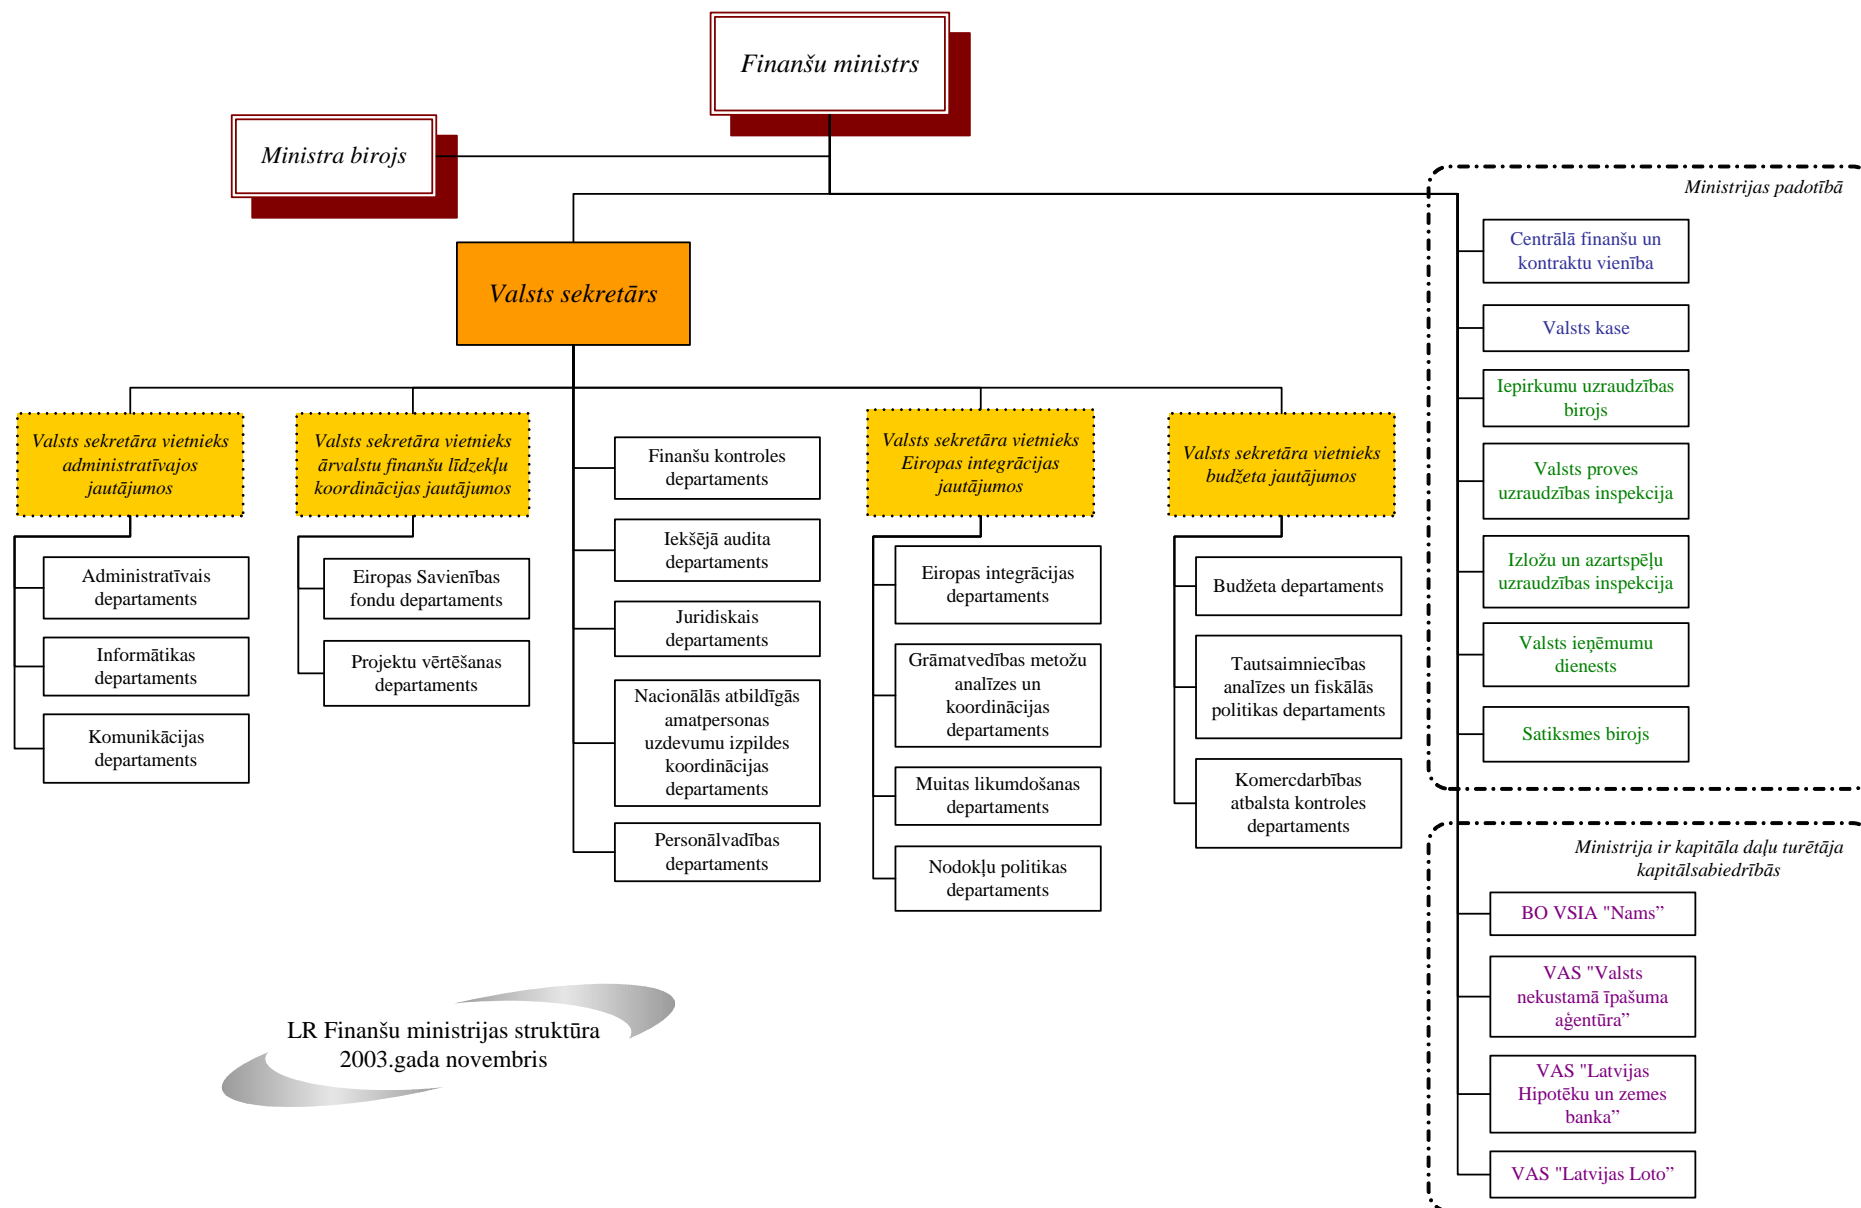 Finanšu ministrs
Ministra birojs
Valsts sekretārs
Valsts sekretāra vietnieks
administratīvajos
jautājumos
Administratīvais
departaments
Informātikas
departaments
Komunikācijas
departaments
Valsts sekretāra vietnieks
ārvalstu finanšu līdzekļu
koordinācijas jautājumos
Eiropas Savienības
fondu departaments
Projektu vērtēšanas
departaments
Finanšu kontroles
departaments
Iekšējā audita
departaments
Juridiskais
departaments
Nacionālās atbildīgās
amatpersonas
uzdevumu izpildes
koordinācijas
departaments
Personālvadības
departaments
Valsts sekretāra vietnieks
Eiropas integrācijas
jautājumos
Eiropas integrācijas
departaments
Grāmatvedības metožu
analīzes un
koordinācijas
departaments
Muitas likumdošanas
departaments
Nodokļu politikas
departaments
Valsts sekretāra vietnieks
budžeta jautājumos
Budžeta departaments
Tautsaimniecības
analīzes un fiskālās
politikas departaments
Komercdarbības
atbalsta kontroles
departaments
Ministrijas padotībā
Centrālā finanšu un
kontraktu vienība
Valsts kase
Iepirkumu uzraudzības
birojs
Valsts proves
uzraudzības inspekcija
Izložu un azartspēļu
uzraudzības inspekcija
Valsts ieņēmumu
dienests
Satiksmes birojs
Ministrija ir kapitāla daļu turētāja
kapitālsabiedrībās
BO VSIA "Nams”
VAS "Valsts
nekustamā īpašuma
aģentūra”
VAS "Latvijas
Hipotēku un zemes
banka”
VAS "Latvijas Loto”
LR Finanšu ministrijas struktūra
2003.gada novembris